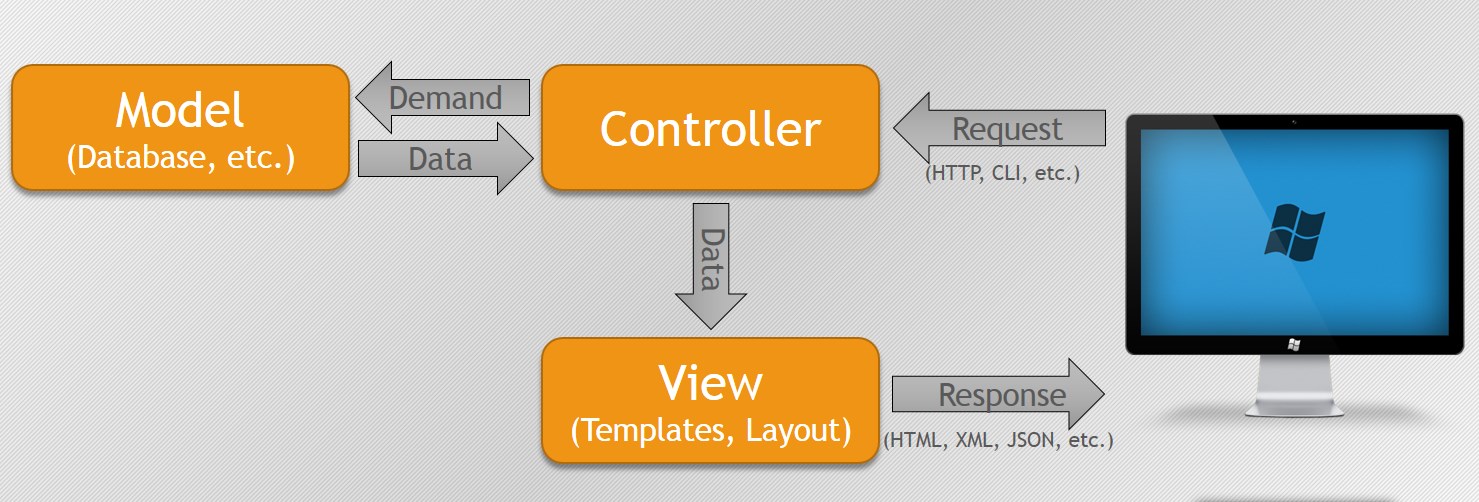 Model
(Database, etc.)
Demand
Data
Controller
Request
(HTTP, CLI, etc.)
Data
View
(Templates, Layout)
Response
(HTML, XML, JSON, etc.)